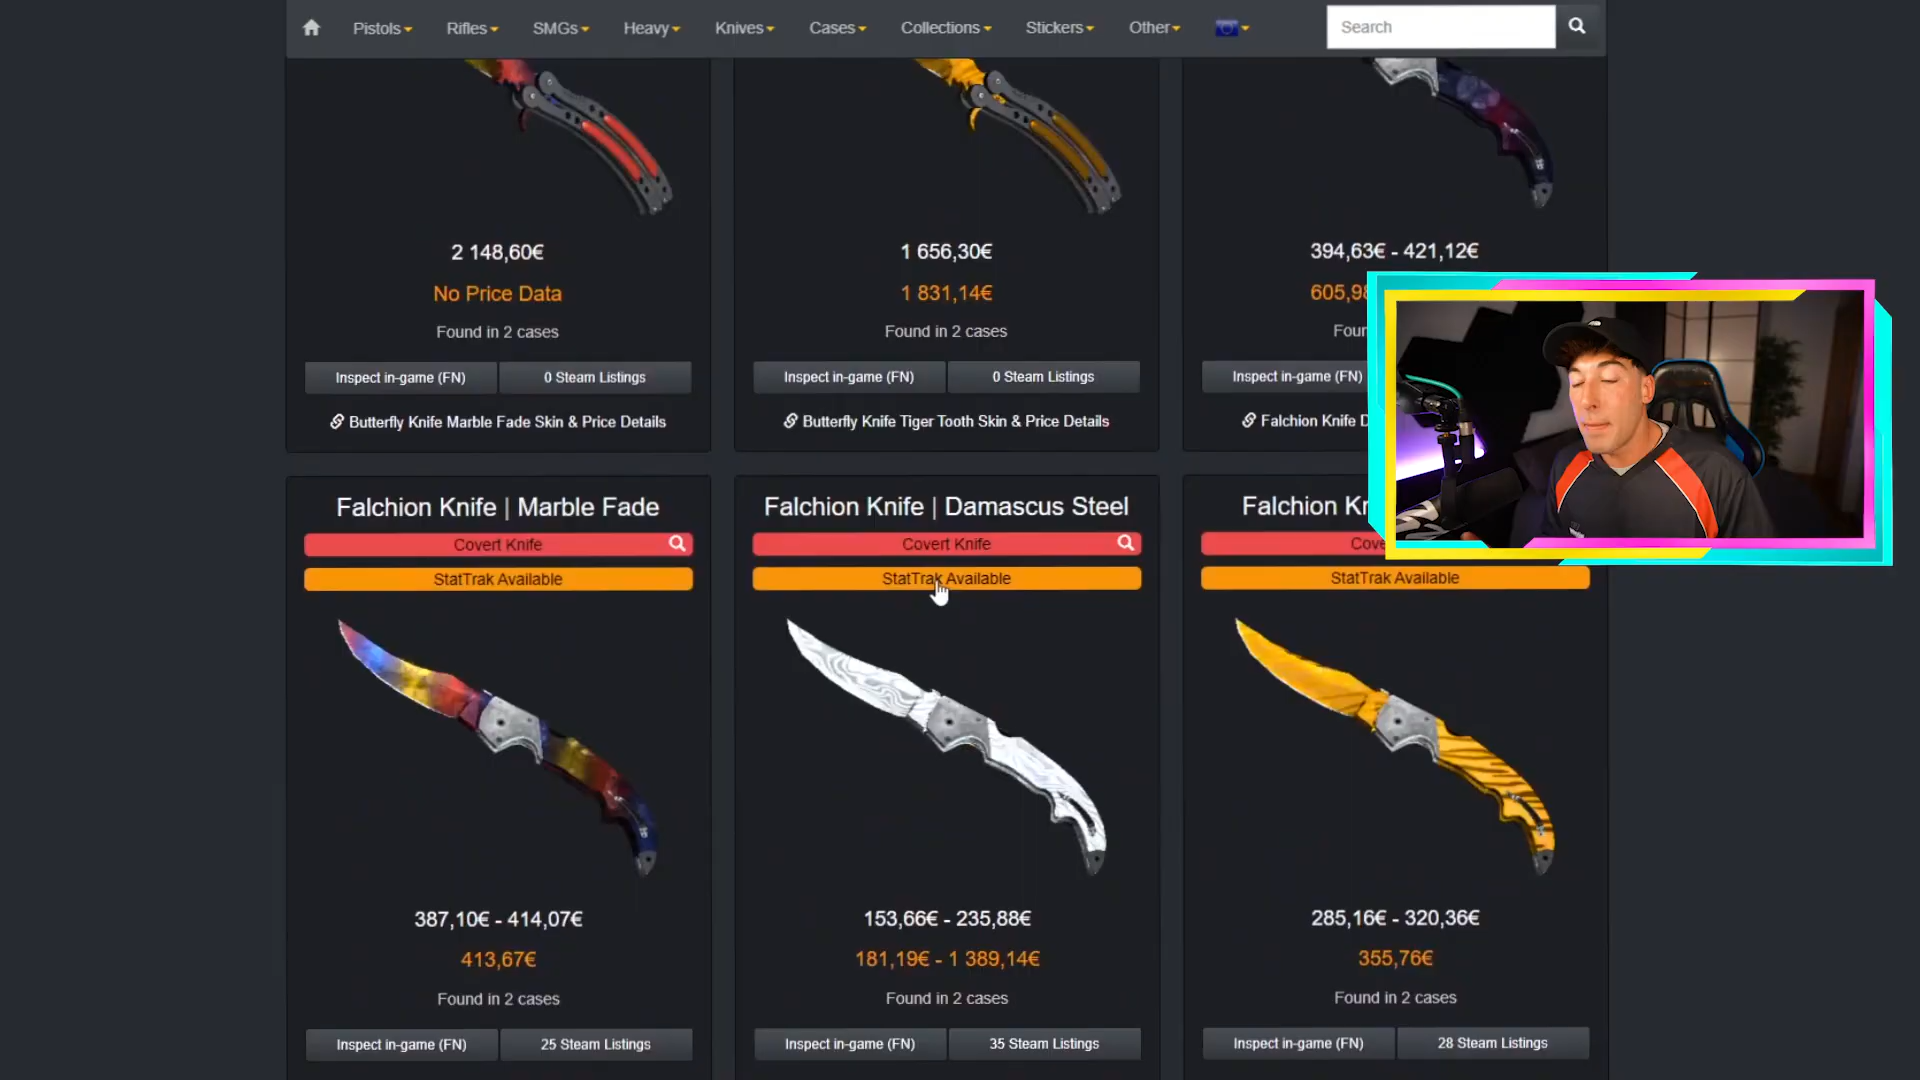 Pistols
Rifles
SMGs
Heavy
Knives
Cases
Collections
Stickers
Other
Search
2 148,60€
1 656,30€
394,63€ - 421,12€
No Price Data
1 831,14€
605,98
Found in 2 cases
Found in 2 cases
Foun
Inspect in-game (FN)
0 Steam Listings
Inspect in-game (FN)
0 Steam Listings
Inspect in-game (FN)
Butterfly Knife Marble Fade Skin & Price Details
Butterfly Knife Tiger Tooth Skin & Price Details
Falchion Knife D
Falchion Knife | Marble Fade
Falchion Knife | Damascus Steel
Falchion Kn
Covert Knife
Covert Knife
Cove
StatTrak Available
StatTrak Available
StatTrak Available
387,10€ - 414,07€
153,66€ - 235,88€
285,16€ - 320,36€
413,67€
181,19€ - 1 389,14€
355,76€
Found in 2 cases
Found in 2 cases
Found in 2 cases
Inspect in-game (FN)
25 Steam Listings
Inspect in-game (FN)
35 Steam Listings
Inspect in-game (FN)
28 Steam Listings